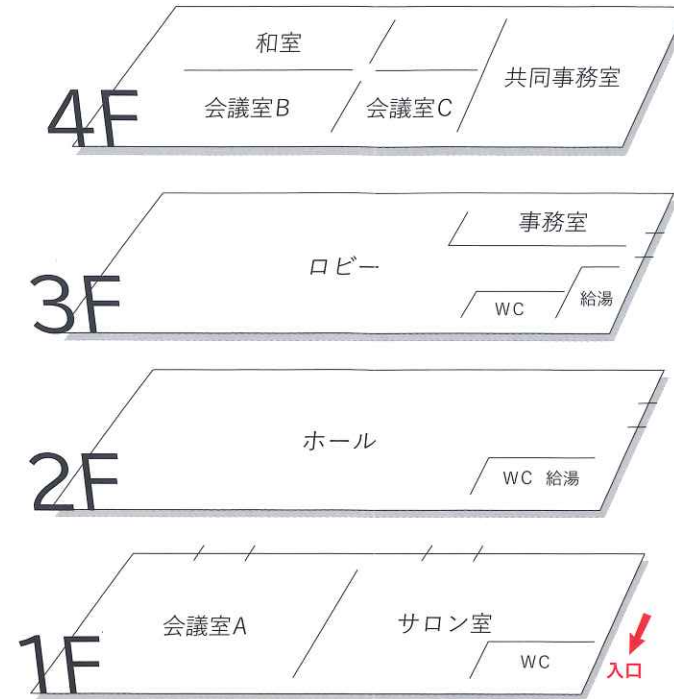 4F
和室
会議室B
会議室C
共同事務室
3F
ロビー
事務室
WC
給湯
2F
ホール
WC 給湯
1F
会議室A
サロン室
WC
入口